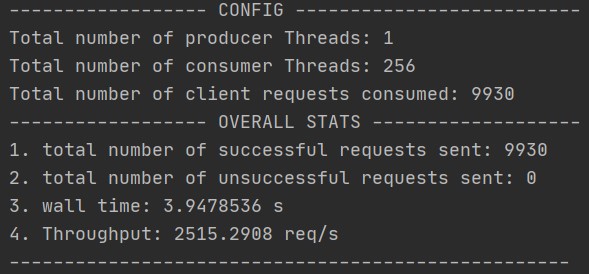 ------------------ CONFIG --------------------------
Total number of producer Threads: 1
Total number of consumer Threads: 256
Total number of client requests consumed: 9930
------------------ OVERALL STATS -------------------
1. total number of successful requests sent: 9930
2. total number of unsuccessful requests sent: 0
3. wall time: 3.9478536 s
4. Throughput: 2515.2908 req/s
---------------------------------------------------